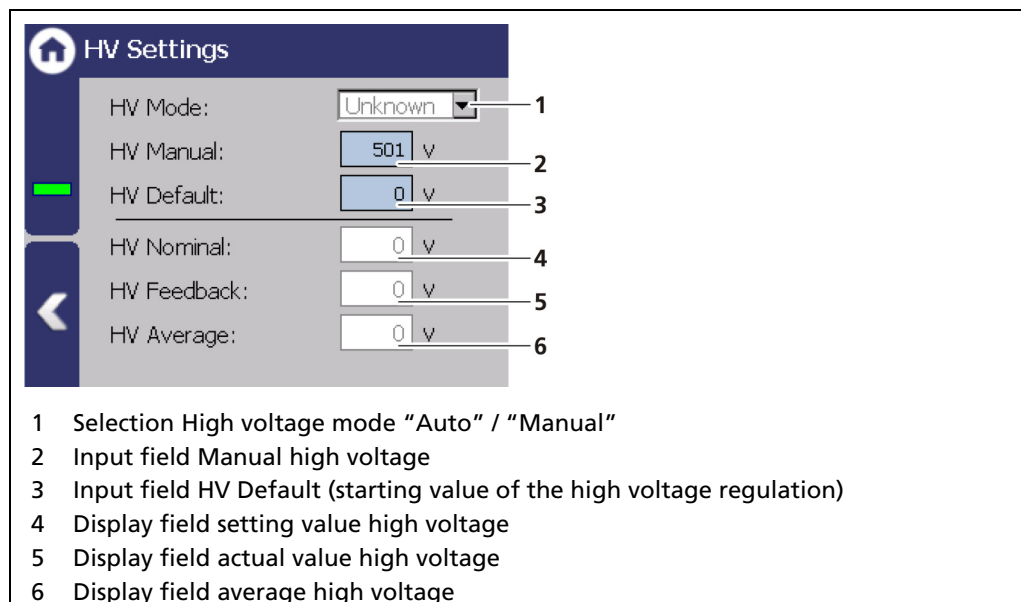 HV Settings
HV Mode: Unknown 1
HV Manual: 501 V 2
HV Default: 0 V 3
HV Nominal: 0 V 4
HV Feedback: 0 V 5
HV Average: 0 V 6
1 Selection High voltage mode “Auto” / “Manual”
2 Input field Manual high voltage
3 Input field HV Default (starting value of the high voltage regulation)
4 Display field setting value high voltage
5 Display field actual value high voltage
6 Display field average high voltage